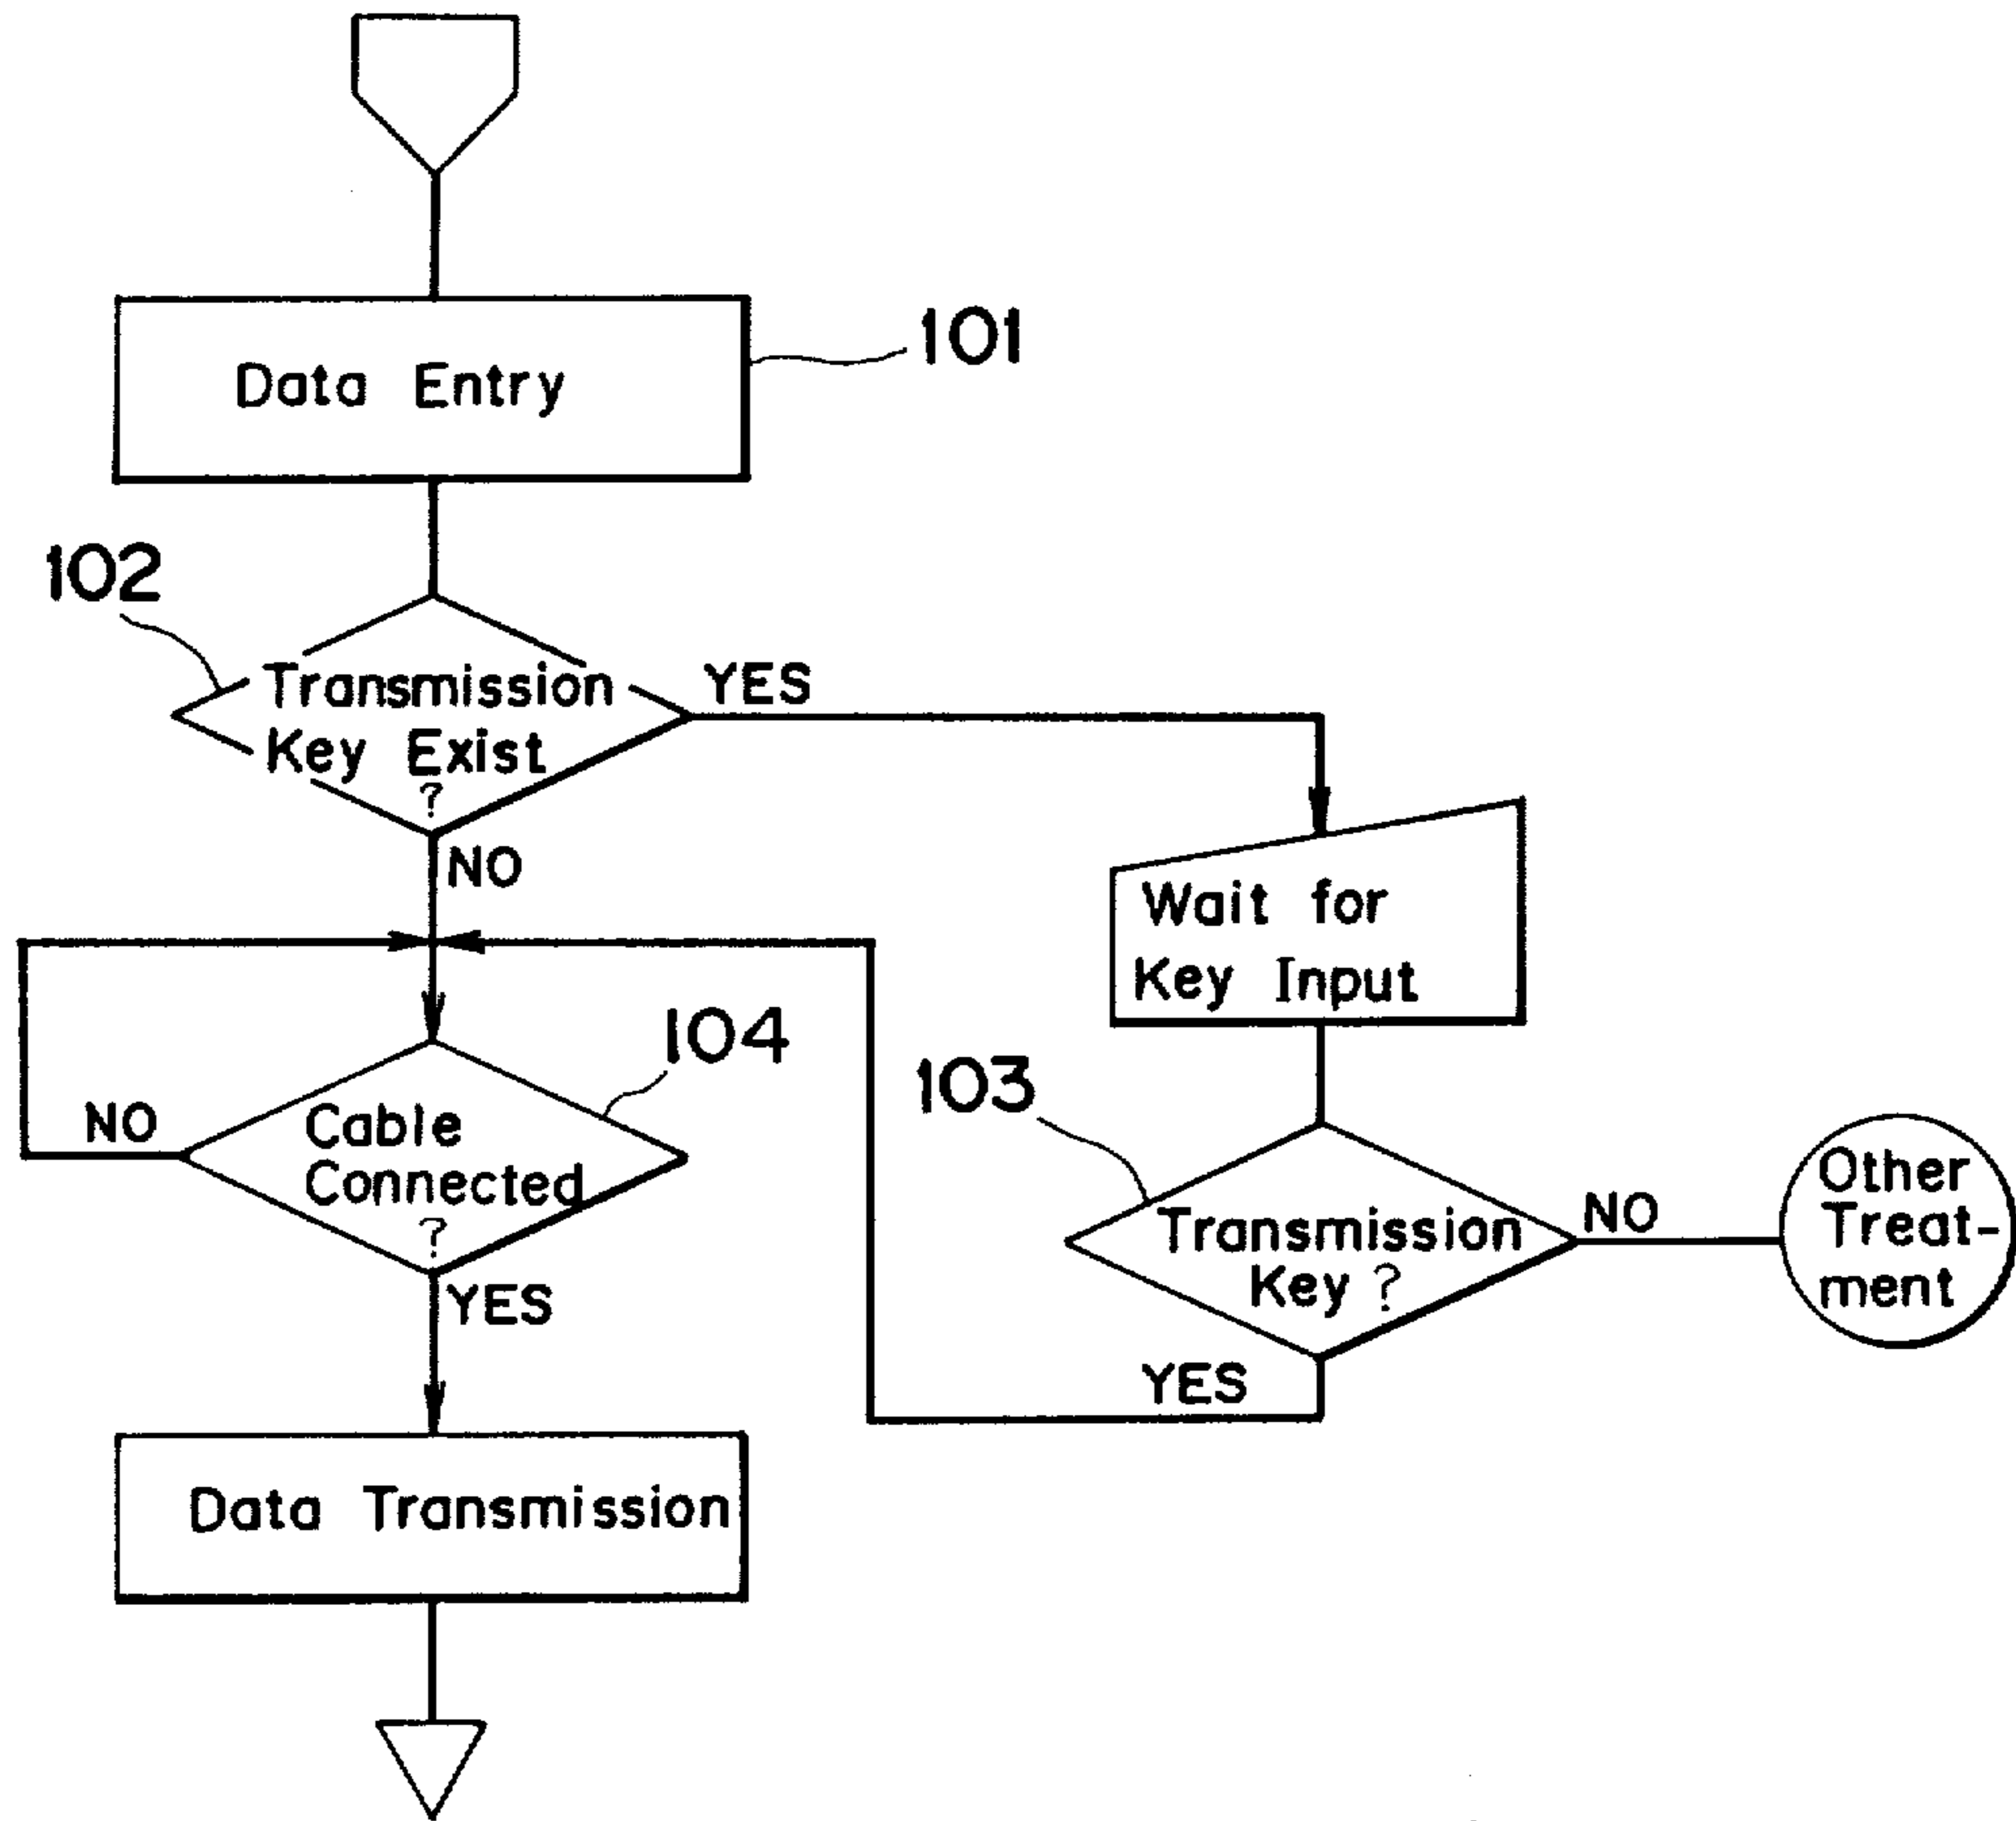 Data Entry
101
102
Transmission
Key Exist
?
YES
NO
Wait for
Key Input
104
Cable
Connected
?
NO
YES
103
Transmission
Key ?
NO
YES
Other
Treat-
ment
Data Transmission